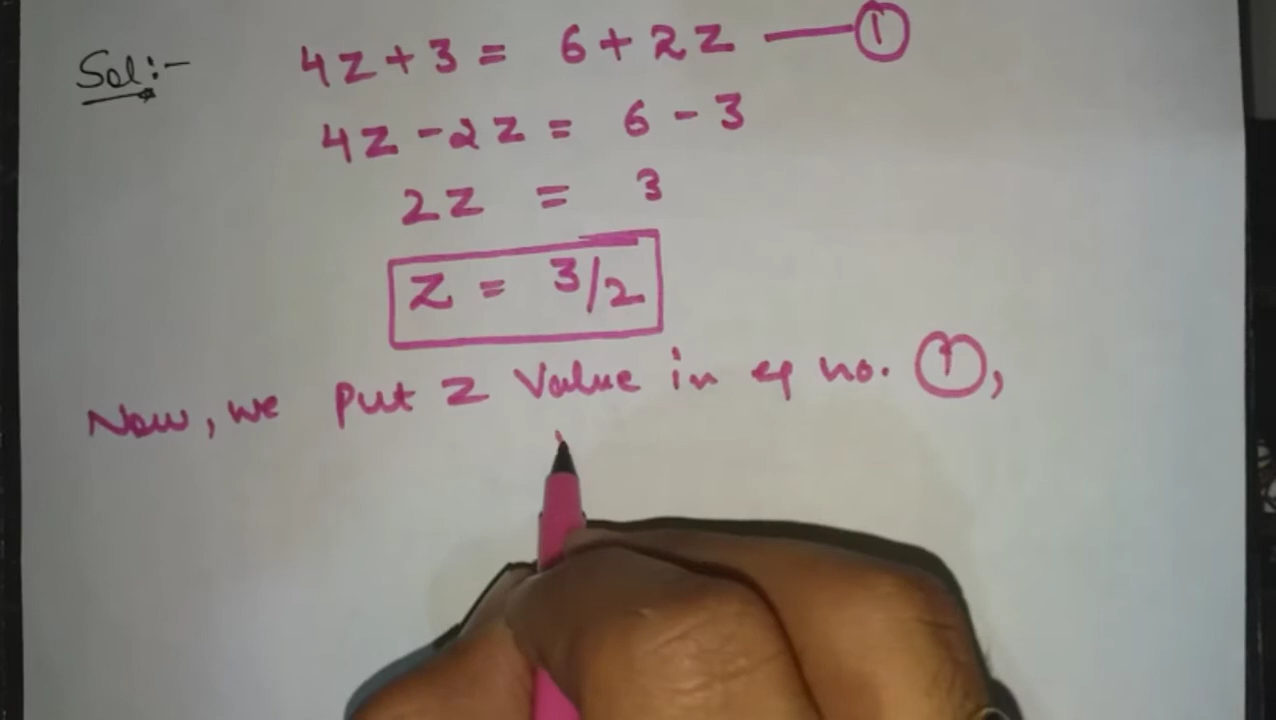 Sol:-
4z + 3 = 6 + 2z — ①
4z - 2z = 6 - 3
2z = 3
z = 3/2
Now, we Put z Value in eq no. ①,